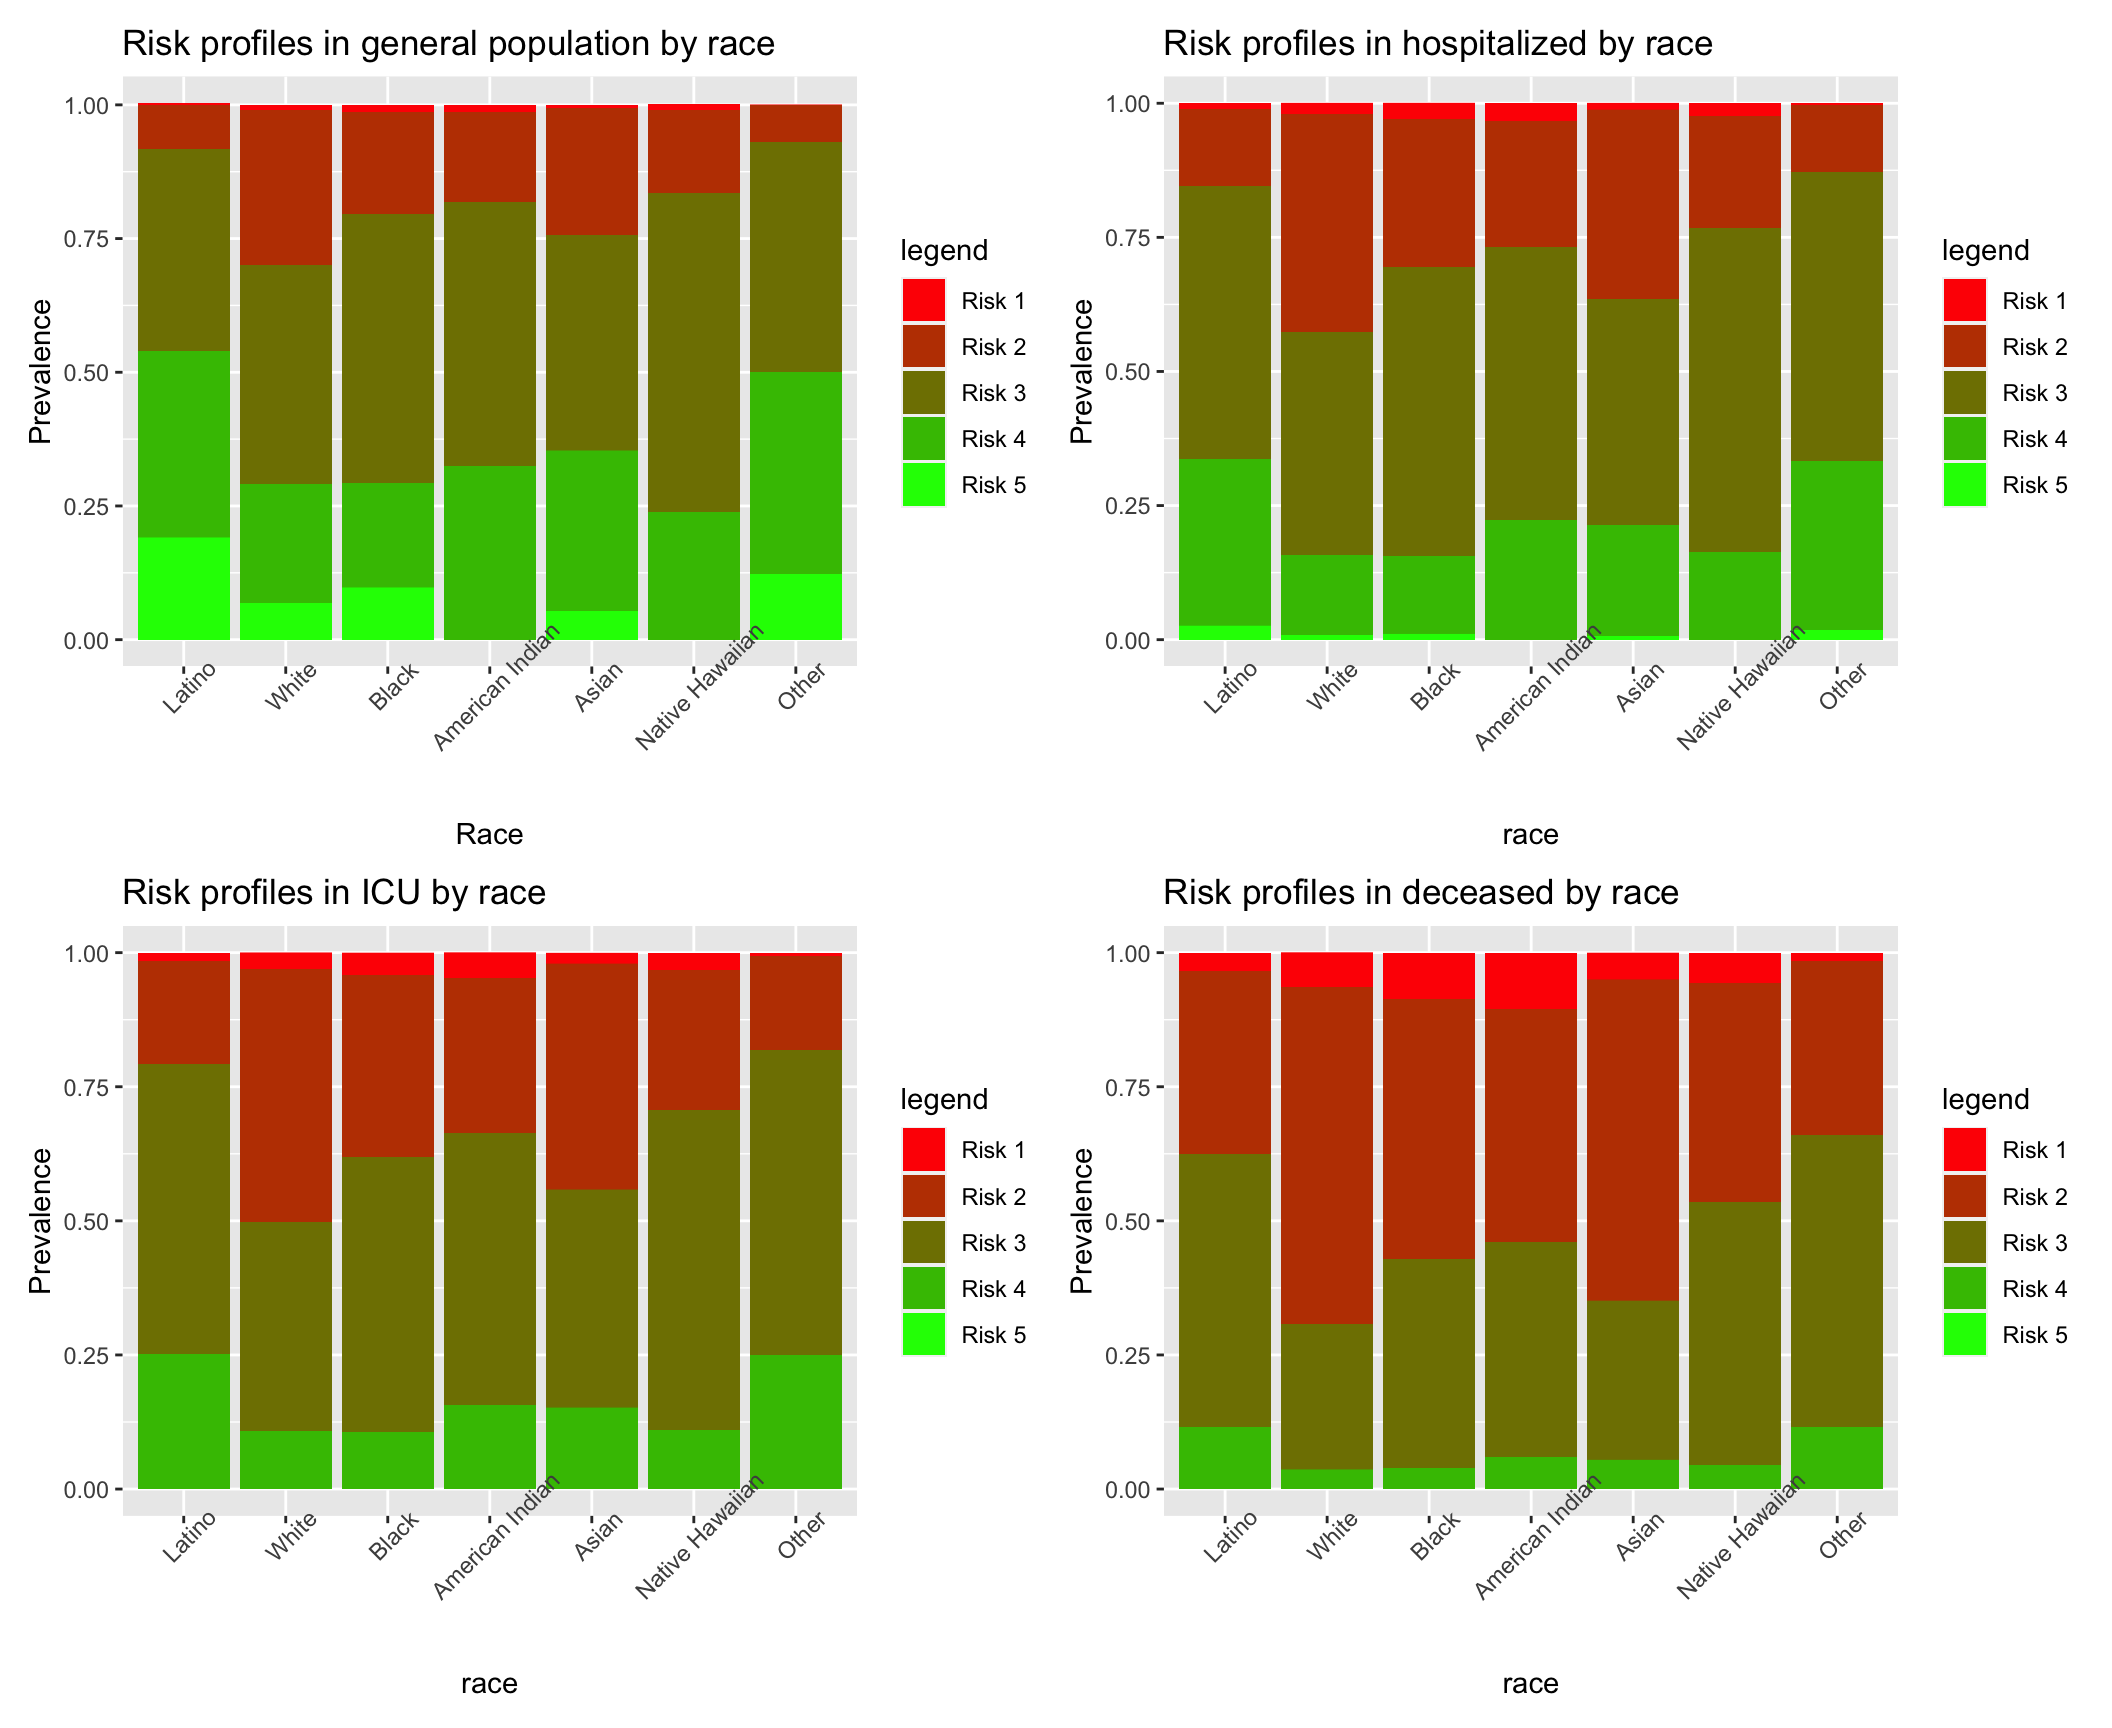 Risk profiles in general population by race
Prevalence
1.00
0.75
0.50
0.25
0.00
Latino
White
Black
American Indian
Asian
Native Hawaiian
Other
Race
legend
Risk 1
Risk 2
Risk 3
Risk 4
Risk 5
Risk profiles in hospitalized by race
Prevalence
1.00
0.75
0.50
0.25
0.00
Latino
White
Black
American Indian
Asian
Native Hawaiian
Other
race
legend
Risk 1
Risk 2
Risk 3
Risk 4
Risk 5
Risk profiles in ICU by race
Prevalence
1.00
0.75
0.50
0.25
0.00
Latino
White
Black
American Indian
Asian
Native Hawaiian
Other
race
legend
Risk 1
Risk 2
Risk 3
Risk 4
Risk 5
Risk profiles in deceased by race
Prevalence
1.00
0.75
0.50
0.25
0.00
Latino
White
Black
American Indian
Asian
Native Hawaiian
Other
race
legend
Risk 1
Risk 2
Risk 3
Risk 4
Risk 5